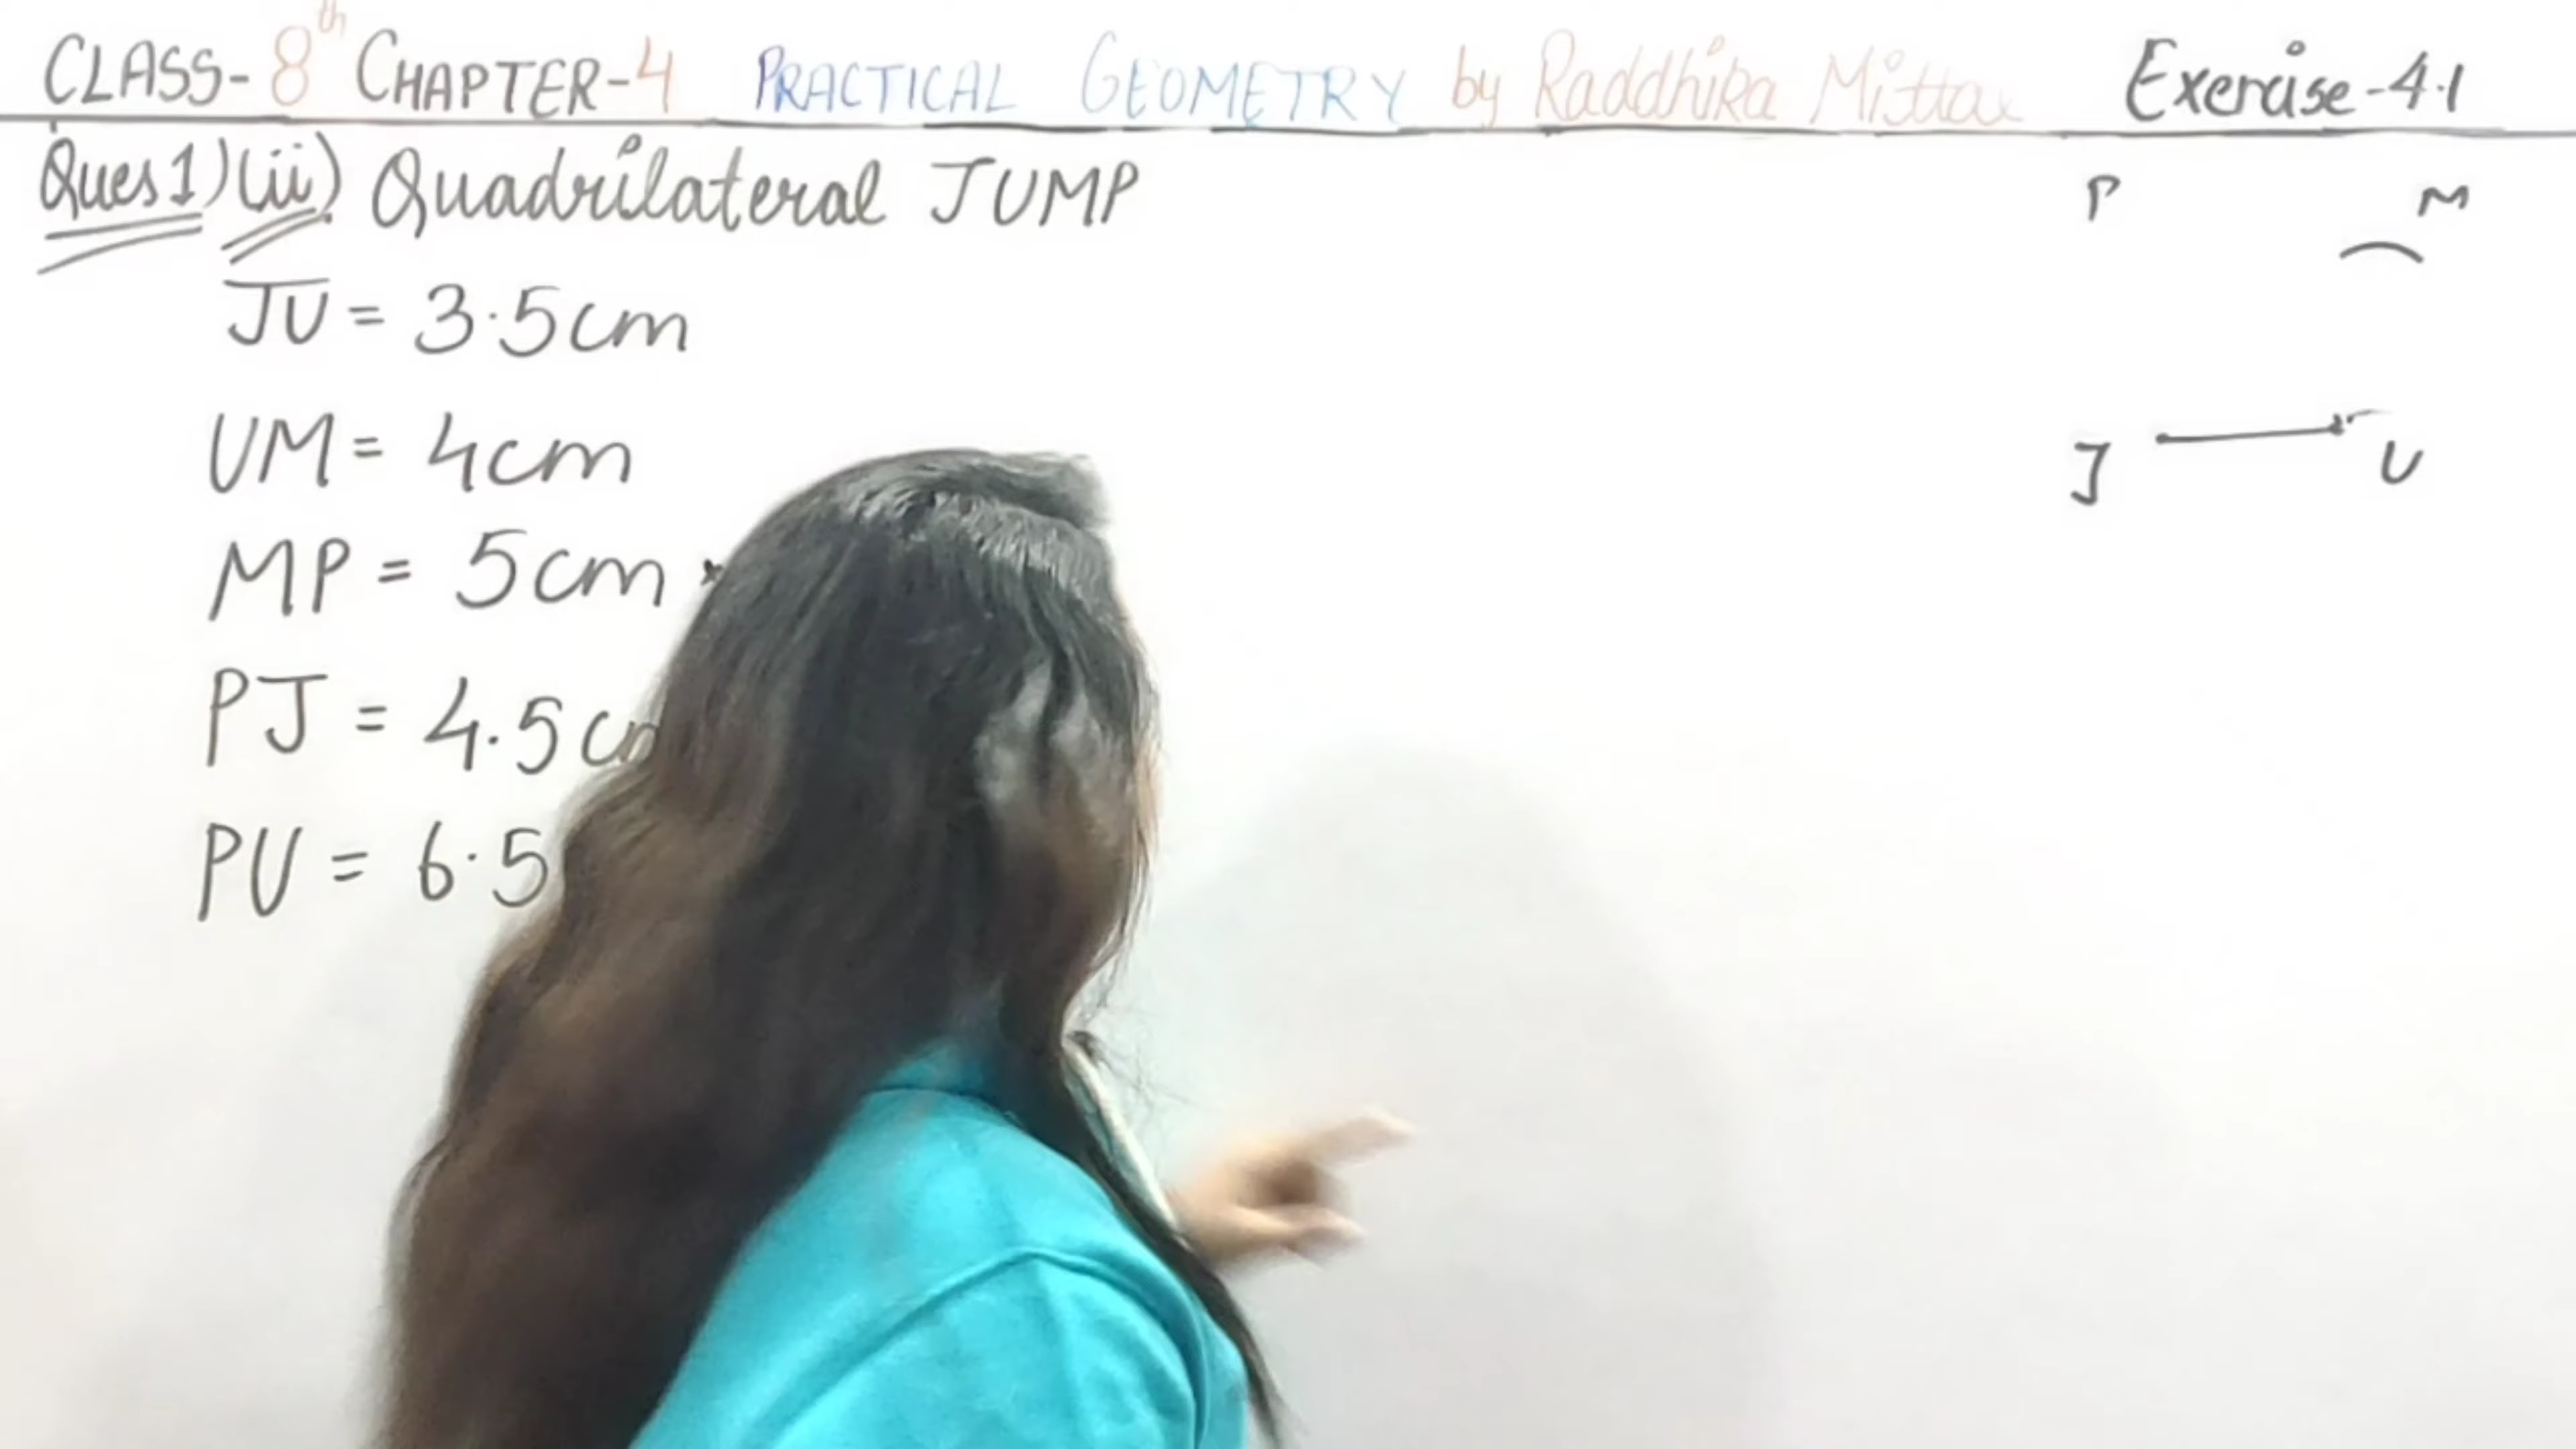 CLASS- 8th CHAPTER-4 PRACTICAL GEOMETRY by Raddhika Mittal Exercise-4.1
Ques 1) (ii) Quadrilateral JUMP
JU = 3.5cm
UM = 4cm
MP = 5cm
PJ = 4.5cm
PU = 6.5
P M
J U